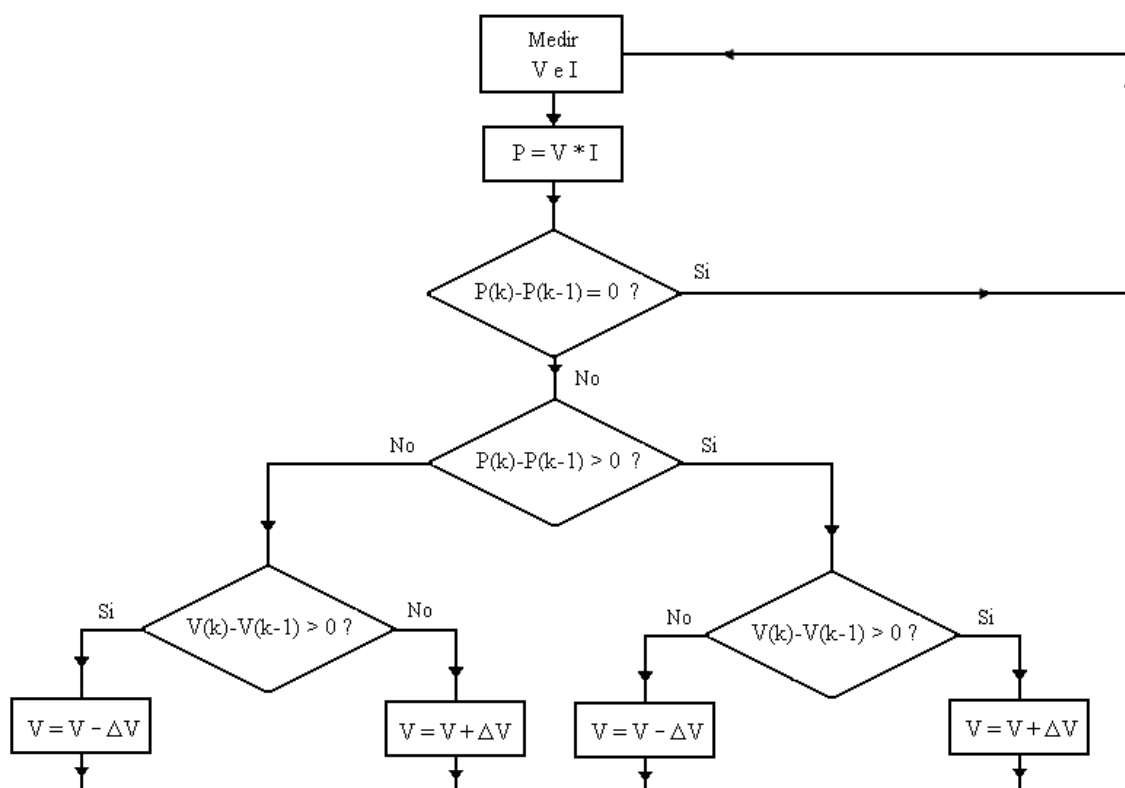 Medir
V e I
P = V * I
P(k)-P(k-1) = 0 ?
Si
No
P(k)-P(k-1) > 0 ?
No
Si
V(k)-V(k-1) > 0 ?
Si
No
V(k)-V(k-1) > 0 ?
No
Si
V = V - ΔV
V = V + ΔV
V = V - ΔV
V = V + ΔV